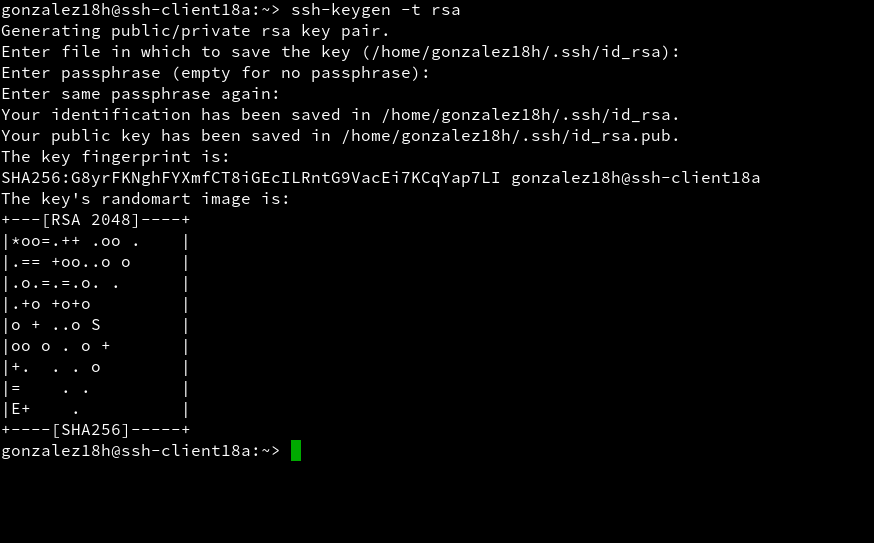 gonzalez18h@ssh-client18a:~> ssh-keygen -t rsa
Generating public/private rsa key pair.
Enter file in which to save the key (/home/gonzalez18h/.ssh/id_rsa):
Enter passphrase (empty for no passphrase):
Enter same passphrase again:
Your identification has been saved in /home/gonzalez18h/.ssh/id_rsa.
Your public key has been saved in /home/gonzalez18h/.ssh/id_rsa.pub.
The key fingerprint is:
SHA256:G8yrFKNghFYXmfCT8iGEcILRntG9VacEi7KCqYap7LI gonzalez18h@ssh-client18a
The key's randomart image is:
+---[RSA 2048]----+
|*oo=.++ .oo .    |
|.== +oo..o o     |
|.o.=.=.o. .      |
|.+o +o+o         |
|o + ..o S        |
|oo o . o +       |
|+.  . . o        |
|=    . .         |
|E+    .          |
+----[SHA256]-----+
gonzalez18h@ssh-client18a:~>